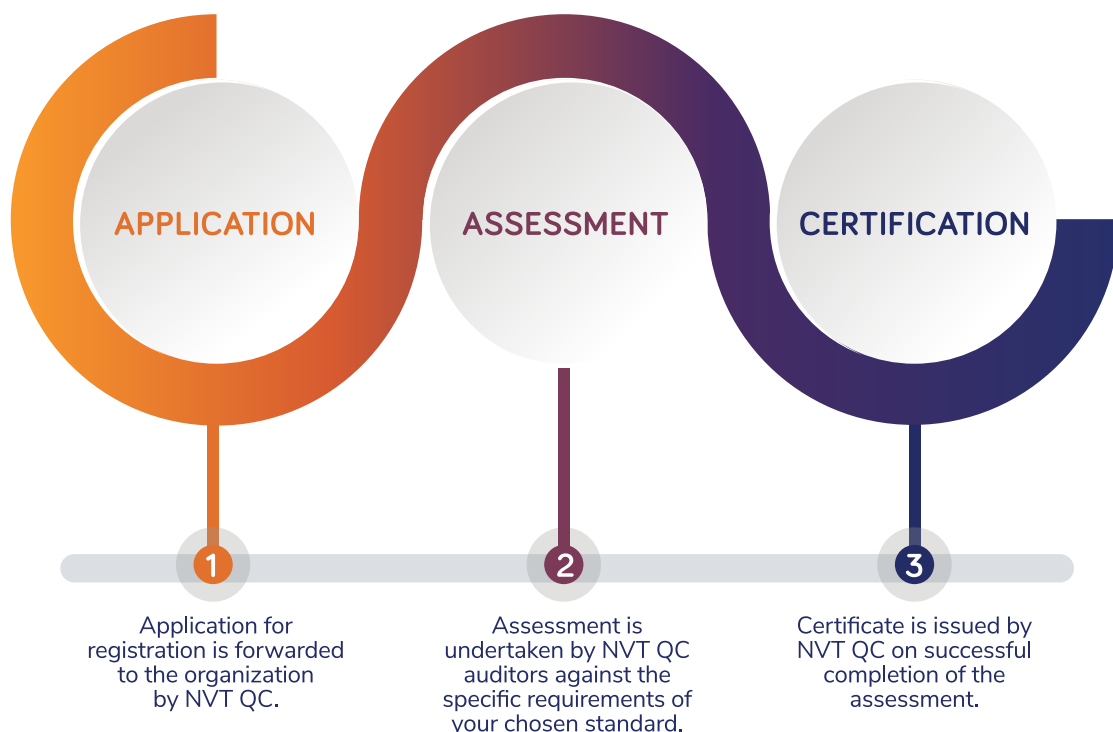 APPLICATION
ASSESSMENT
CERTIFICATION
1
2
3
Application for
registration is forwarded
to the organization
by NVT QC.
Assessment is
undertaken by NVT QC
auditors against the
specific requirements of
your chosen standard.
Certificate is issued by
NVT QC on successful
completion of the
assessment.